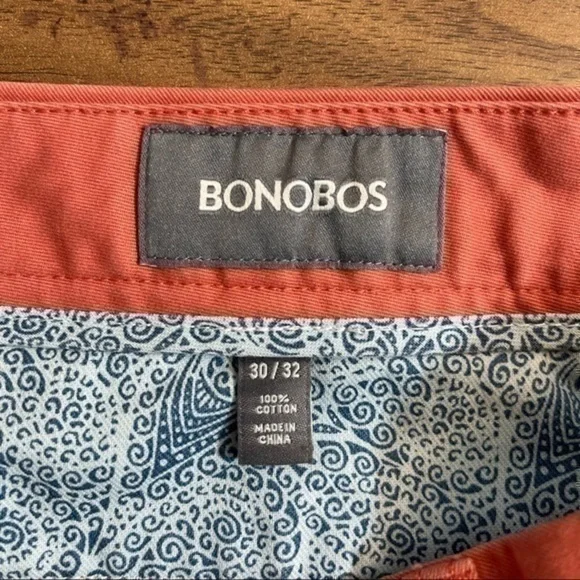 BONOBOS
30 / 32
100%
COTTON
MADE IN
CHINA